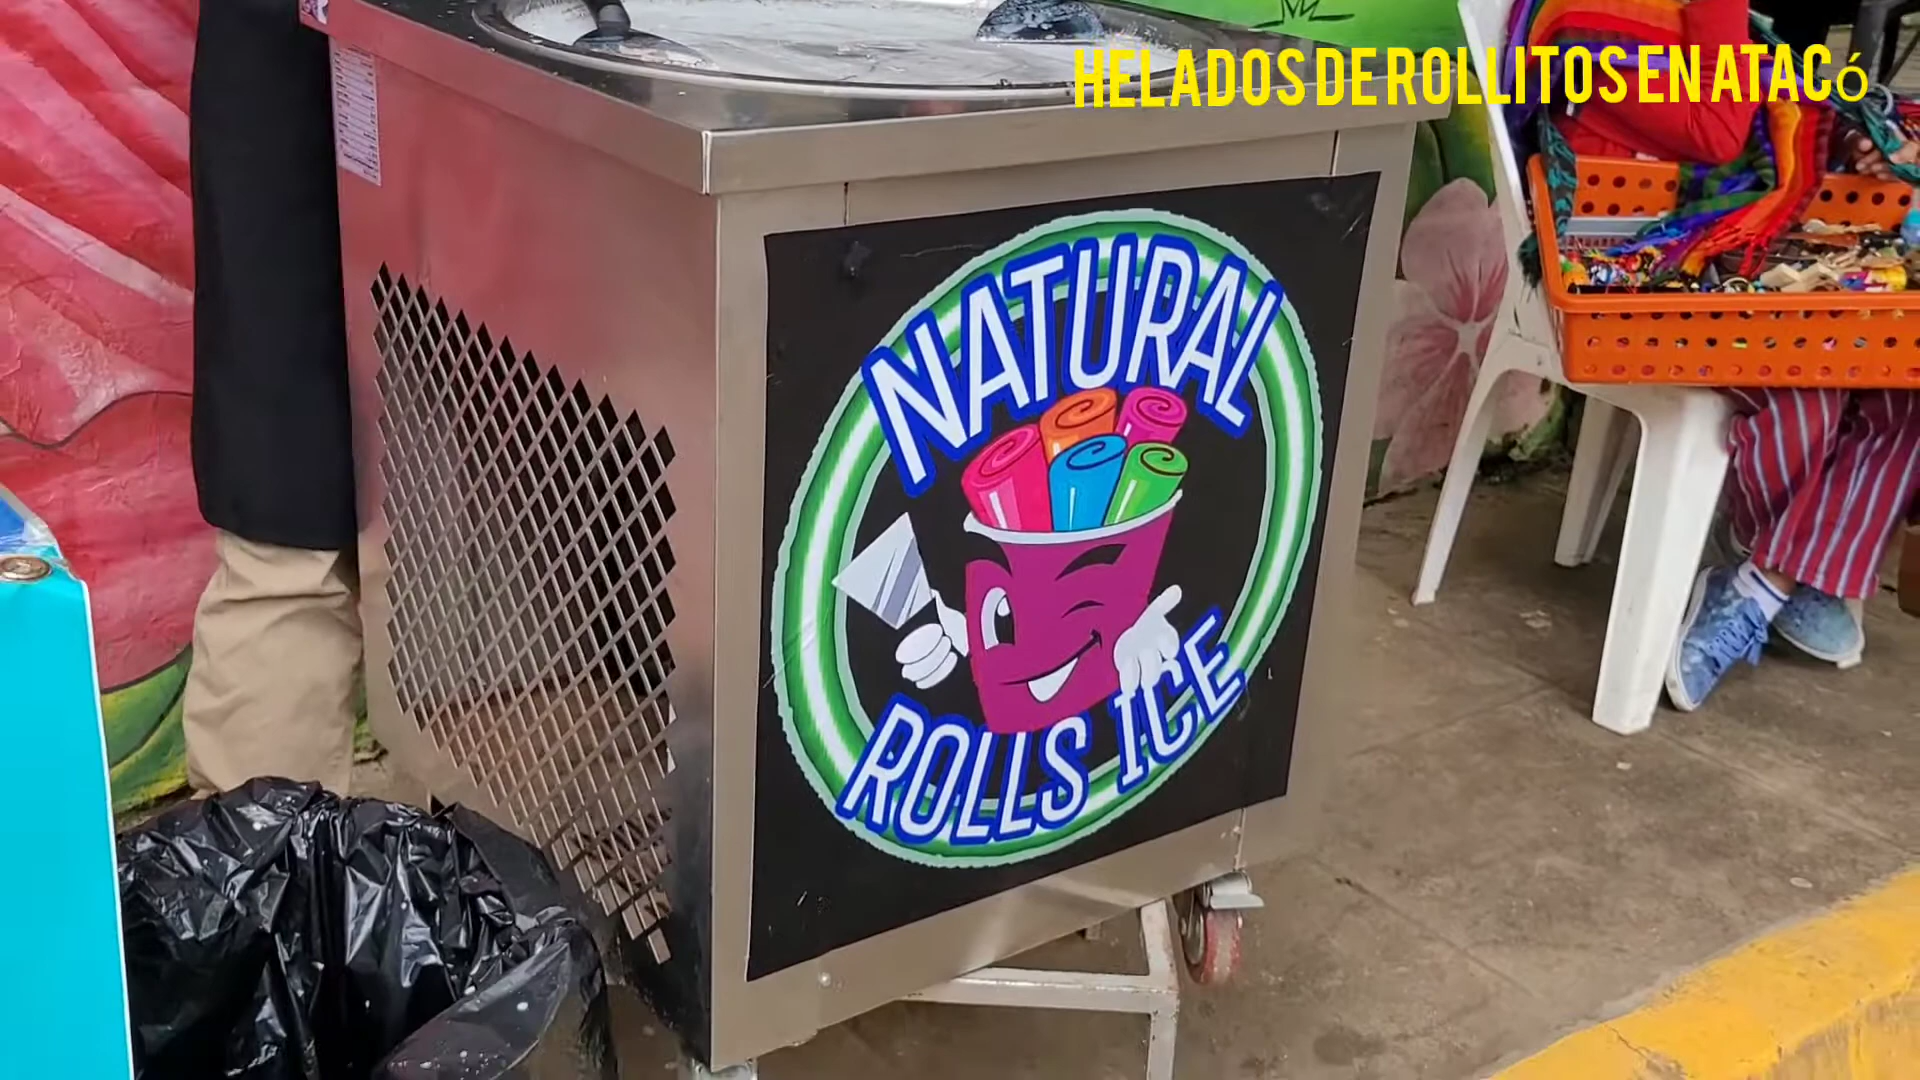 HELADOS DE ROLLITOS EN ATACó
NATURAL
ROLLS ICE